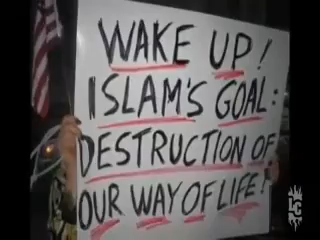 WAKE UP!
ISLAM'S GOAL:
DESTRUCTION OF
OUR WAY OF LIFE!